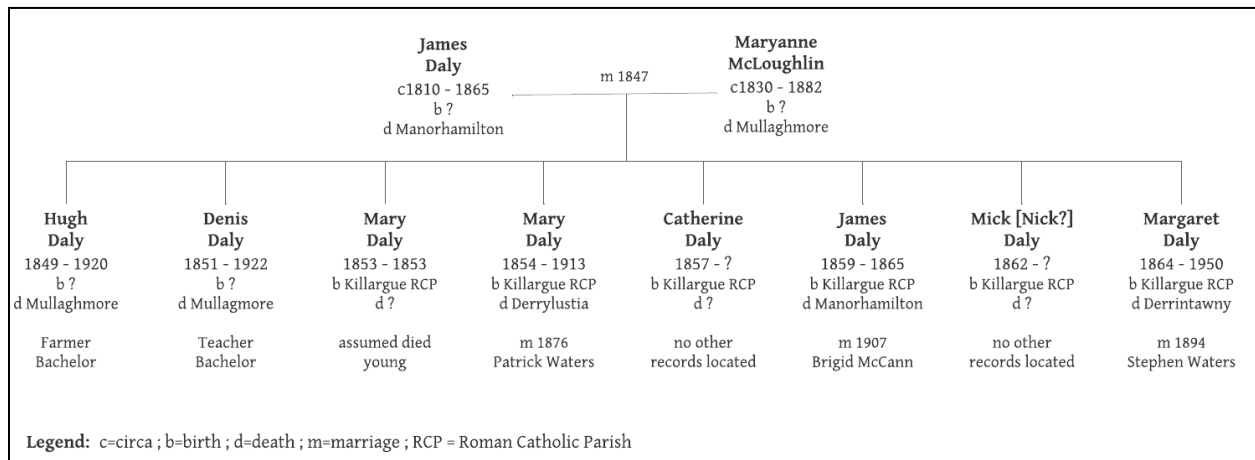 James
Daly
c1810 - 1865
b ?
d Manorhamilton
m 1847
Maryanne
McLoughlin
c1830 - 1882
b ?
d Mullaghmore
Hugh
Daly
1849 - 1920
b ?
d Mullaghmore
Farmer
Bachelor
Denis
Daly
1851 - 1922
b ?
d Mullagmore
Teacher
Bachelor
Mary
Daly
1853 - 1853
b Killargue RCP
d ?
assumed died
young
Mary
Daly
1854 - 1913
b Killargue RCP
d Derrylustia
m 1876
Patrick Waters
Catherine
Daly
1857 - ?
b Killargue RCP
d ?
no other
records located
James
Daly
1859 - 1865
b Killargue RCP
d Manorhamilton
m 1907
Brigid McCann
Mick [Nick?]
Daly
1862 - ?
b Killargue RCP
d ?
no other
records located
Margaret
Daly
1864 - 1950
b Killargue RCP
d Derrintawny
m 1894
Stephen Waters
Legend: c=circa ; b=birth ; d=death ; m=marriage ; RCP = Roman Catholic Parish